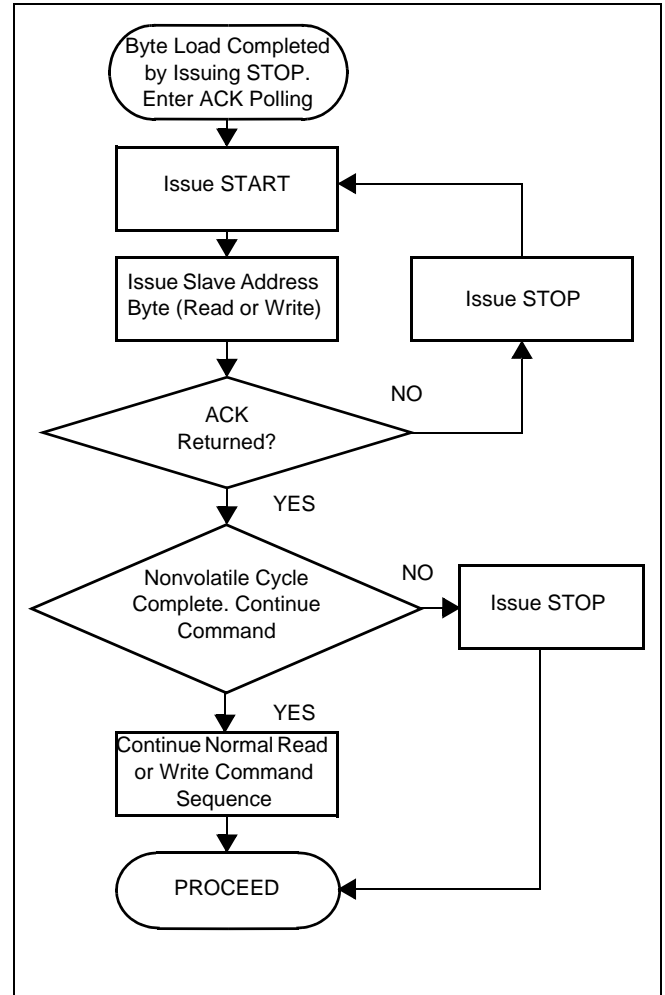 Byte Load Completed
by Issuing STOP.
Enter ACK Polling
Issue START
Issue Slave Address
Byte (Read or Write)
Issue STOP
NO
ACK
Returned?
YES
Nonvolatile Cycle
Complete. Continue
Command
NO
Issue STOP
YES
Continue Normal Read
or Write Command
Sequence
PROCEED